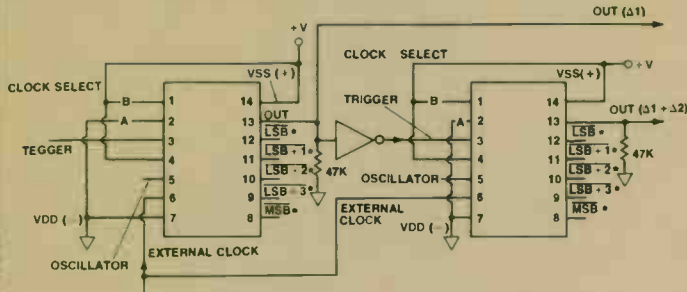 OUT (Δ1)
+V
CLOCK SELECT
VSS(+)
+V
CLOCK SELECT
VSS(+)
B
1
14
B
1
14
A
2
13
OUT
TRIGGER
A
2
13
OUT (Δ1 + Δ2)
TEGGER
3
12
LSB*
3
12
LSB*
4
11
LSB+1*
4
11
LSB+1*
5
10
LSB-2*
47K
OSCILLATOR
5
10
LSB+2*
47K
6
9
LSB-3*
EXTERNAL
CLOCK
6
9
LSB+3*
VDD (-)
7
8
MSB*
VDD (-)
7
8
MSB*
OSCILLATOR
EXTERNAL CLOCK